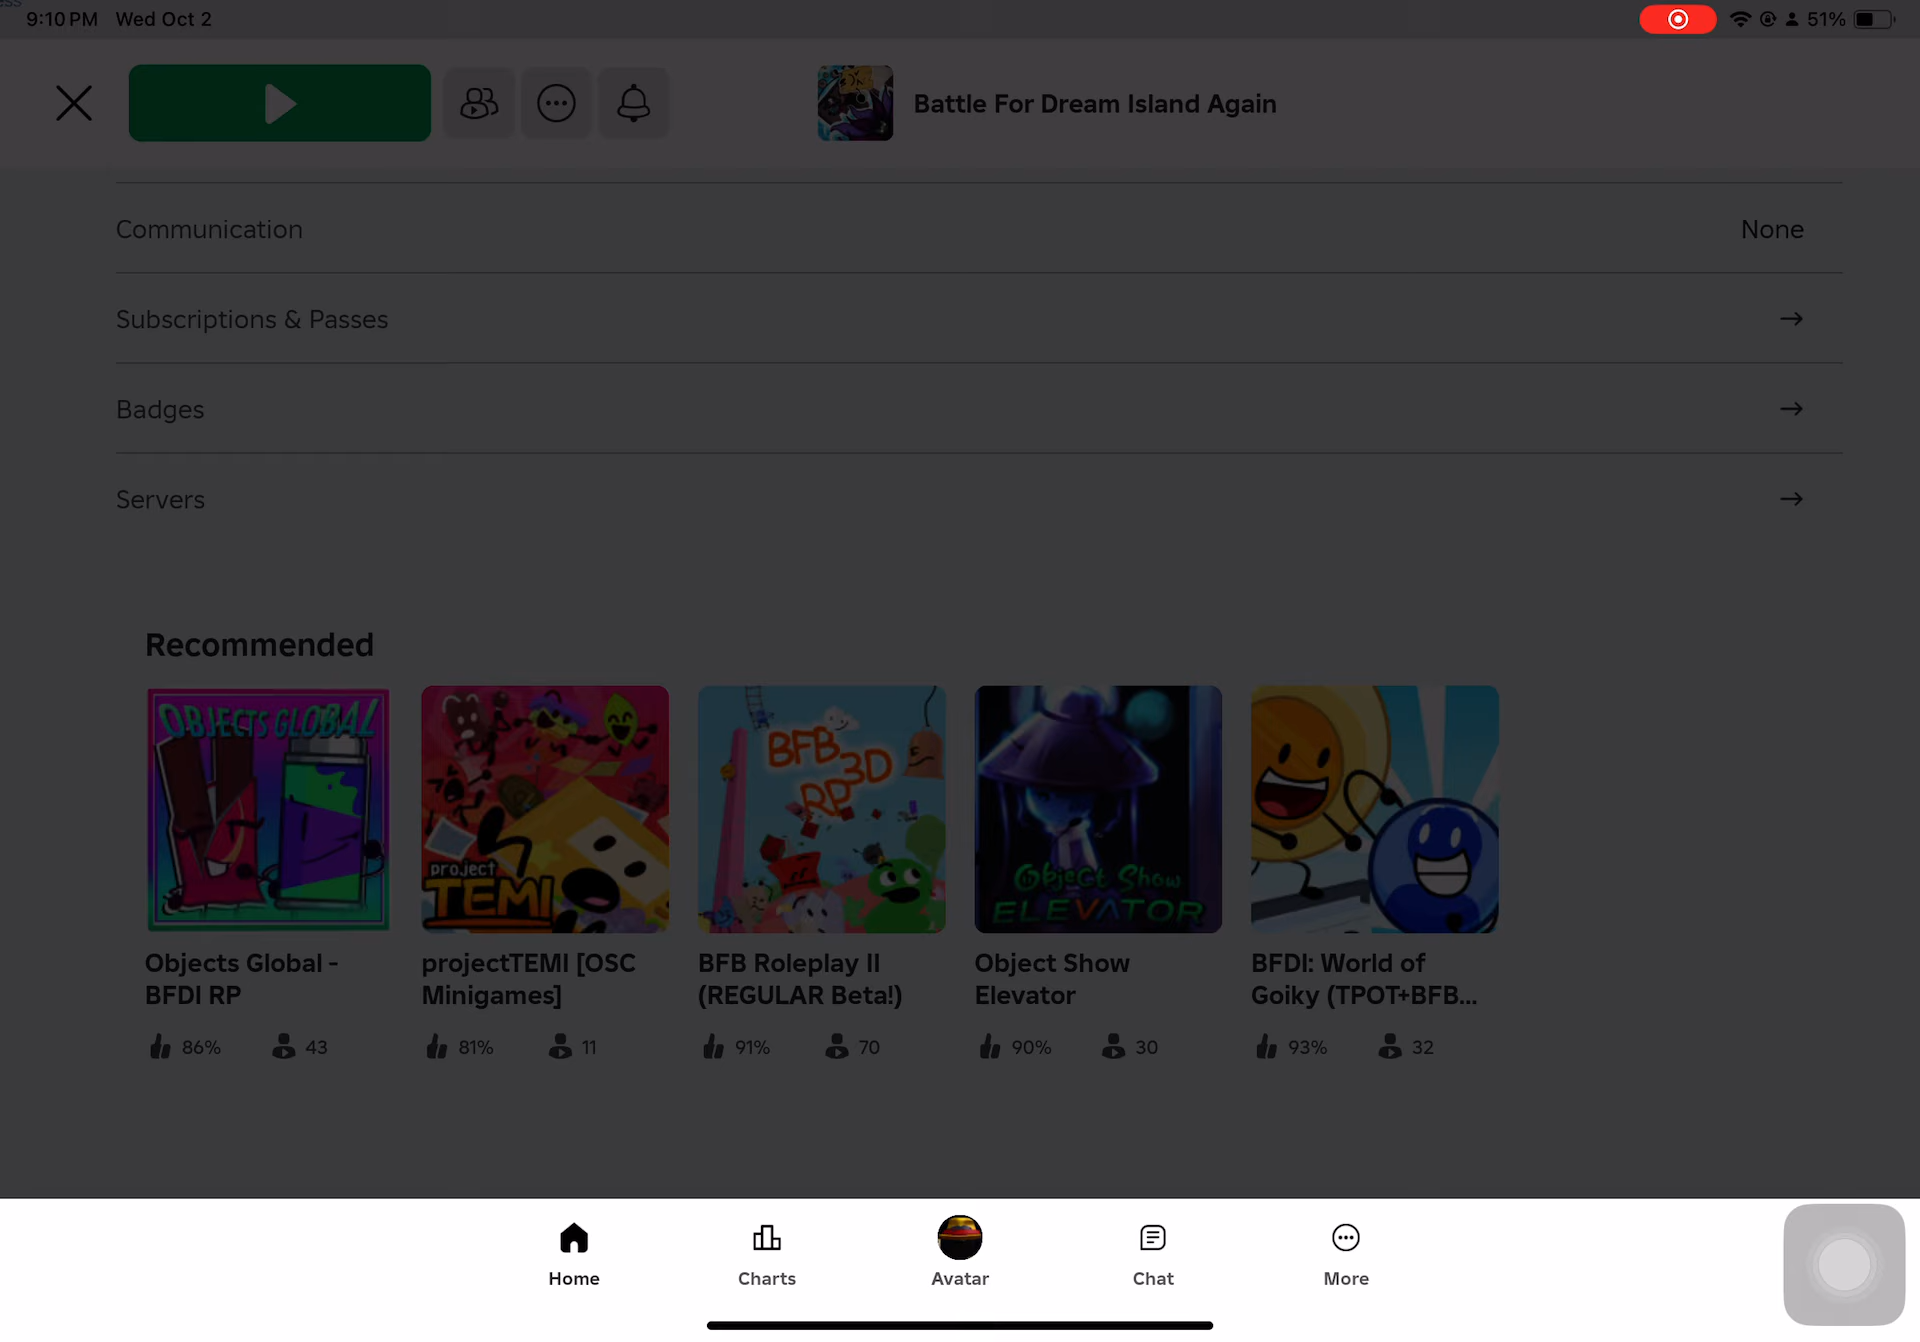 ess
9:10 PM Wed Oct 2
51%
Battle For Dream Island Again
Communication
None
Subscriptions & Passes
Badges
Servers
Recommended
OBJECTS GLOBAL
project
TEMI
BFB
3D
RP
Object Show
ELEVATOR
Objects Global -
BFDI RP
projectTEMI [OSC
Minigames]
BFB Roleplay II
(REGULAR Beta!)
Object Show
Elevator
BFDI: World of
Goiky (TPOT+BFB...
86% 43
81% 11
91% 70
90% 30
93% 32
Home
Charts
Avatar
Chat
More